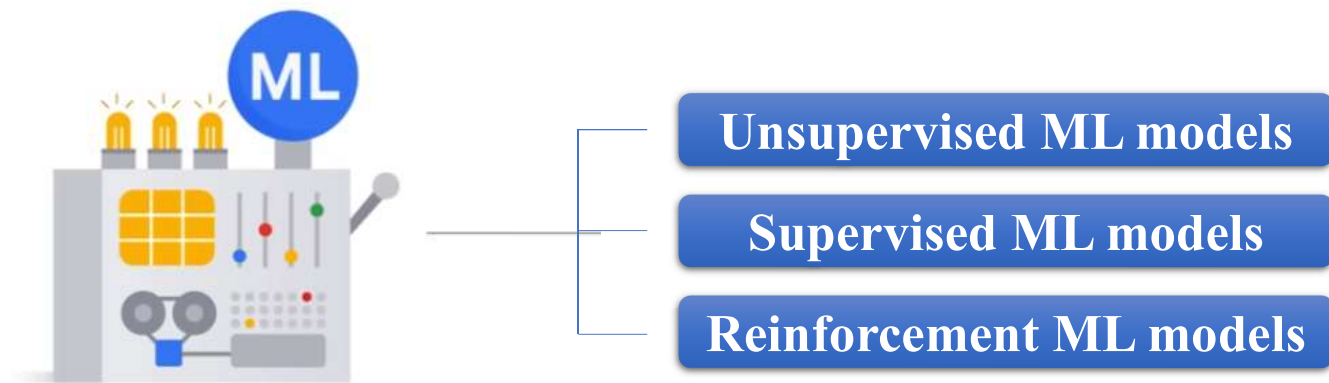 ML
Unsupervised ML models
Supervised ML models
Reinforcement ML models